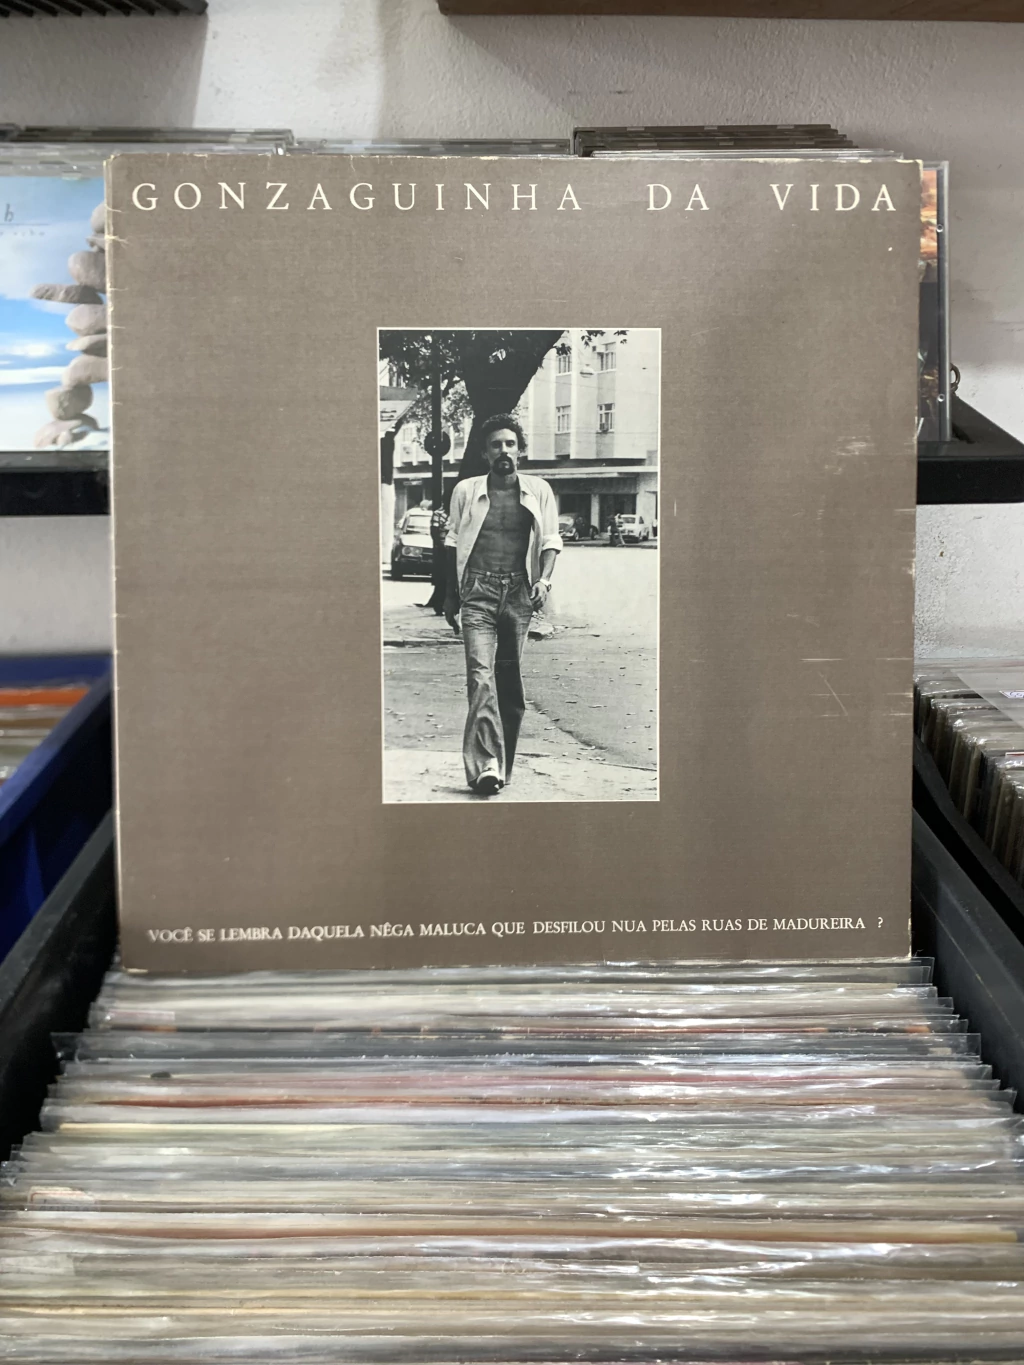 GONZAGUINHA DA VIDA
VOCÊ SE LEMBRA DAQUELA NÊGA MALUCA QUE DESFILOU NUA PELAS RUAS DE MADUREIRA ?